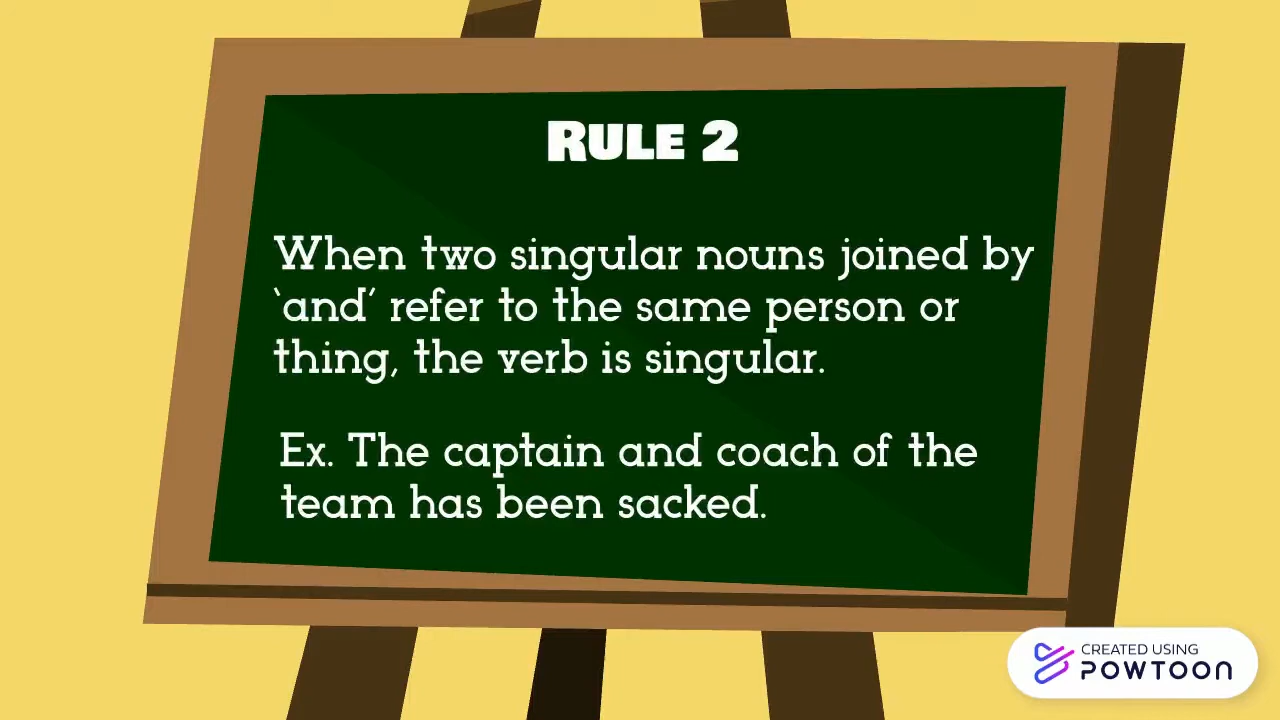 RULE 2
When two singular nouns joined by
‵and′ refer to the same person or
thing, the verb is singular.
Ex. The captain and coach of the
team has been sacked.
CREATED USING
POWTOON